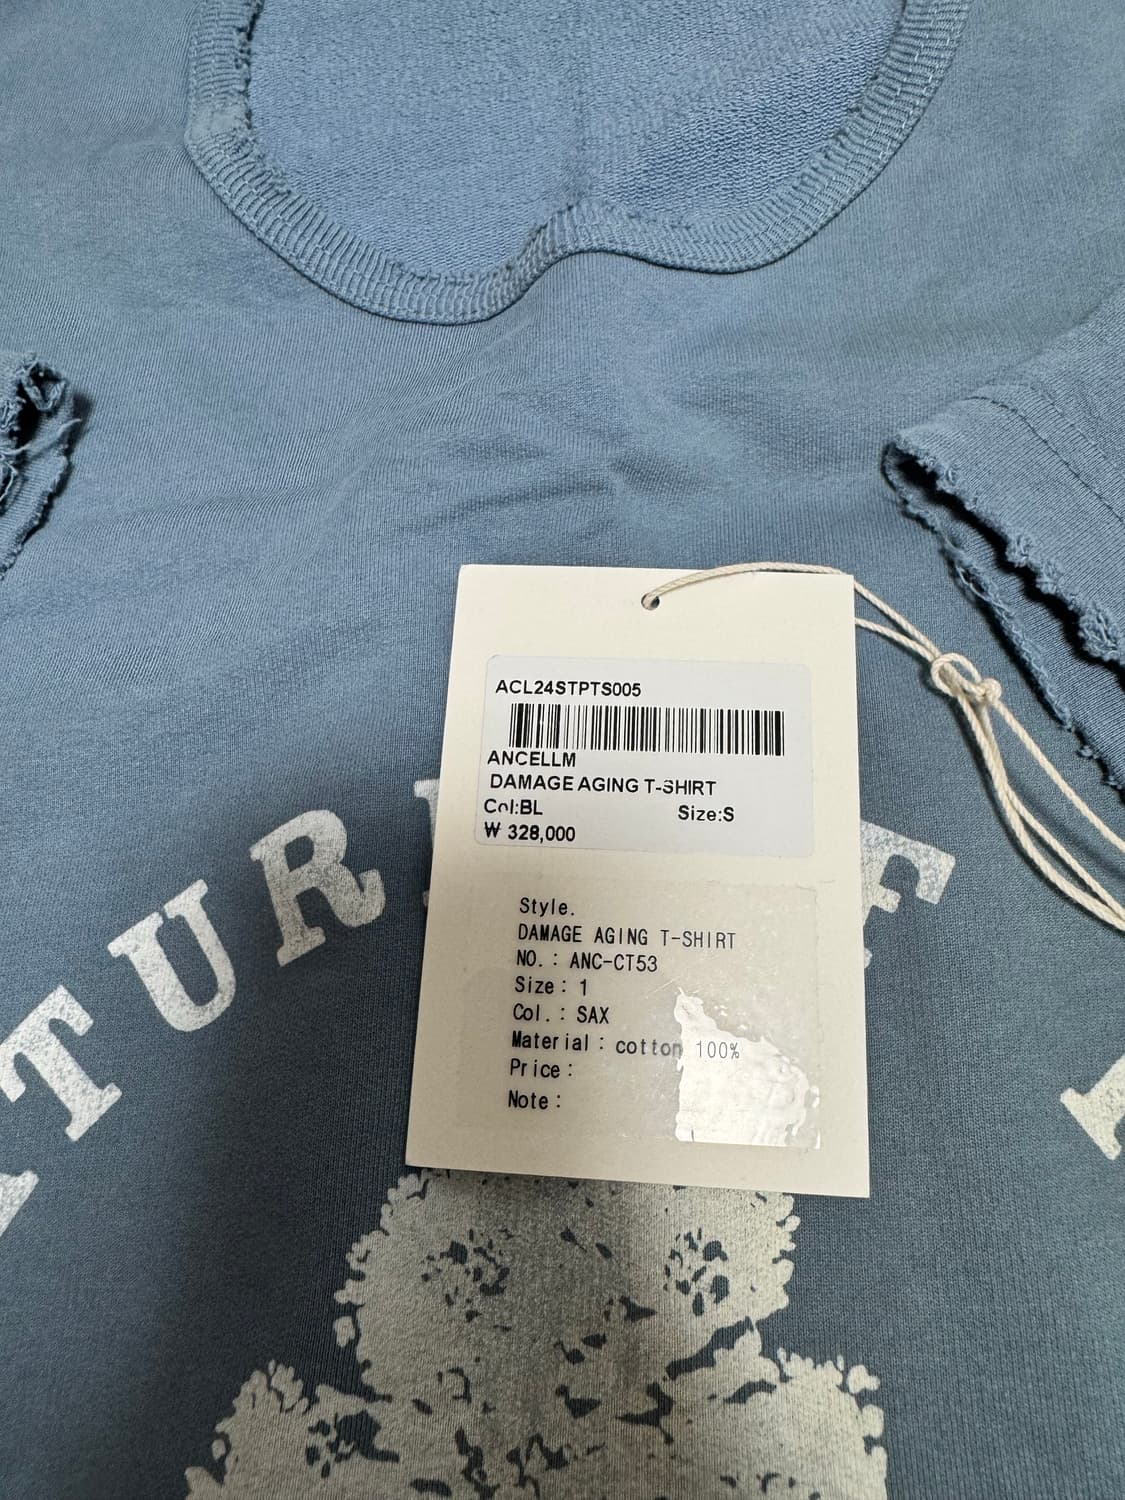 ACL24STPTS005
ANCELLM
DAMAGE AGING T-SHIRT
Col:BL Size:S
₩ 328,000
Style.
DAMAGE AGING T-SHIRT
NO.: ANC-CT53
Size: 1
Col.: SAX
Material: cotton 100%
Price:
Note:
TUR
F